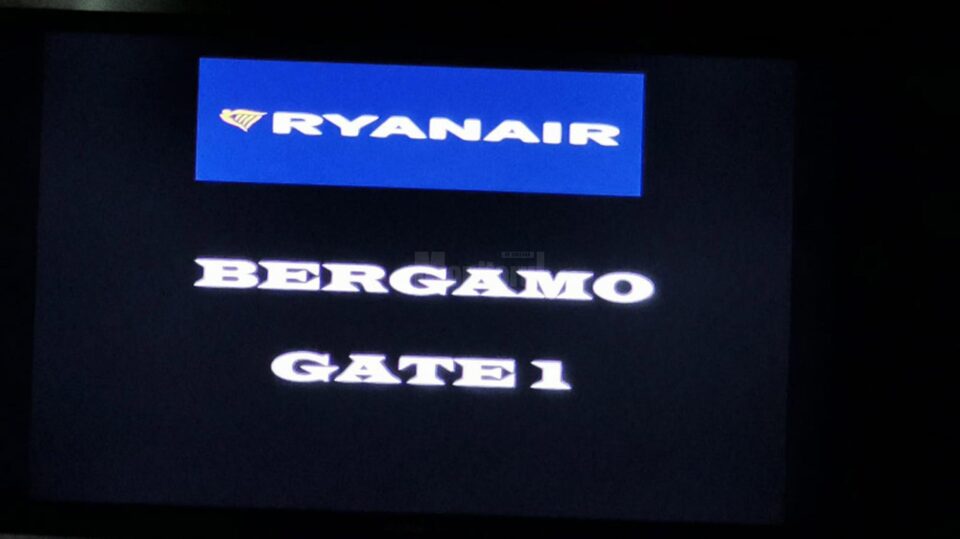 RYANAIR
BERGAMO
GATE 1